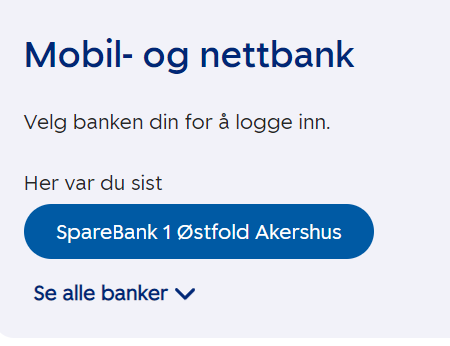 Mobil- og nettbank
Velg banken din for å logge inn.
Her var du sist
SpareBank 1 Østfold Akershus
Se alle banker